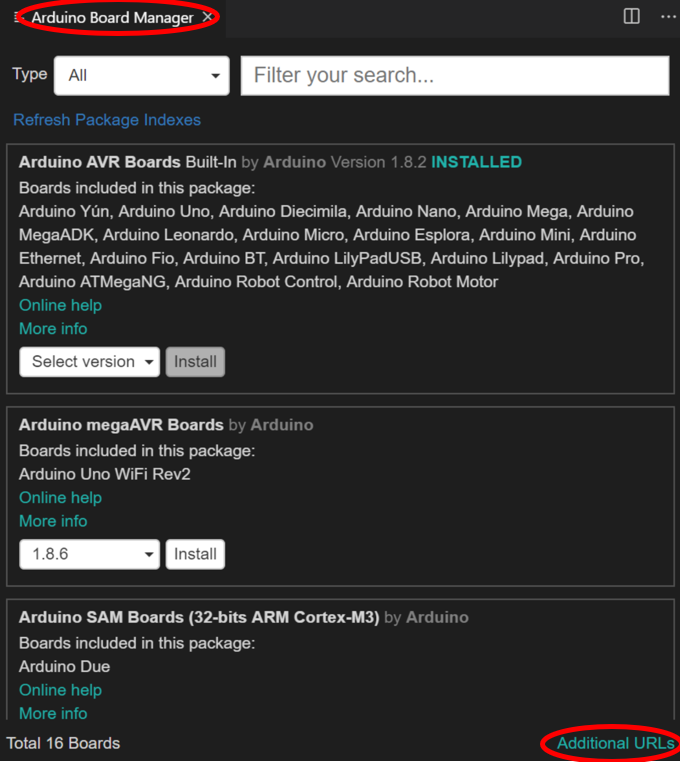 Arduino Board Manager
Type All Filter your search...
Refresh Package Indexes
Arduino AVR Boards Built-In by Arduino Version 1.8.2 INSTALLED
Boards included in this package:
Arduino Yún, Arduino Uno, Arduino Diecimila, Arduino Nano, Arduino Mega, Arduino
MegaADK, Arduino Leonardo, Arduino Micro, Arduino Esplora, Arduino Mini, Arduino
Ethernet, Arduino Fio, Arduino BT, Arduino LilyPadUSB, Arduino Lilypad, Arduino Pro,
Arduino ATMegaNG, Arduino Robot Control, Arduino Robot Motor
Online help
More info
Select version Install
Arduino megaAVR Boards by Arduino
Boards included in this package:
Arduino Uno WiFi Rev2
Online help
More info
1.8.6 Install
Arduino SAM Boards (32-bits ARM Cortex-M3) by Arduino
Boards included in this package:
Arduino Due
Online help
More info
Total 16 Boards Additional URLs